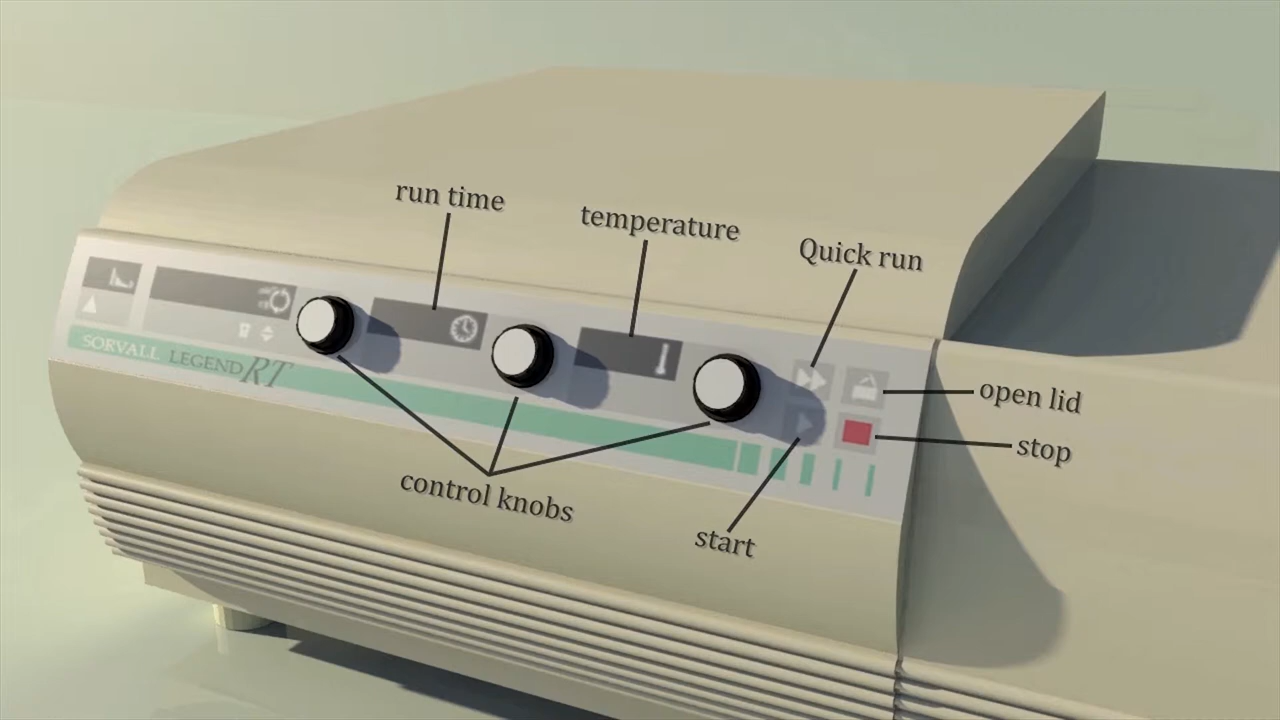 run time
temperature
Quick run
open lid
stop
SORVALL LEGEND RT
control knobs
start